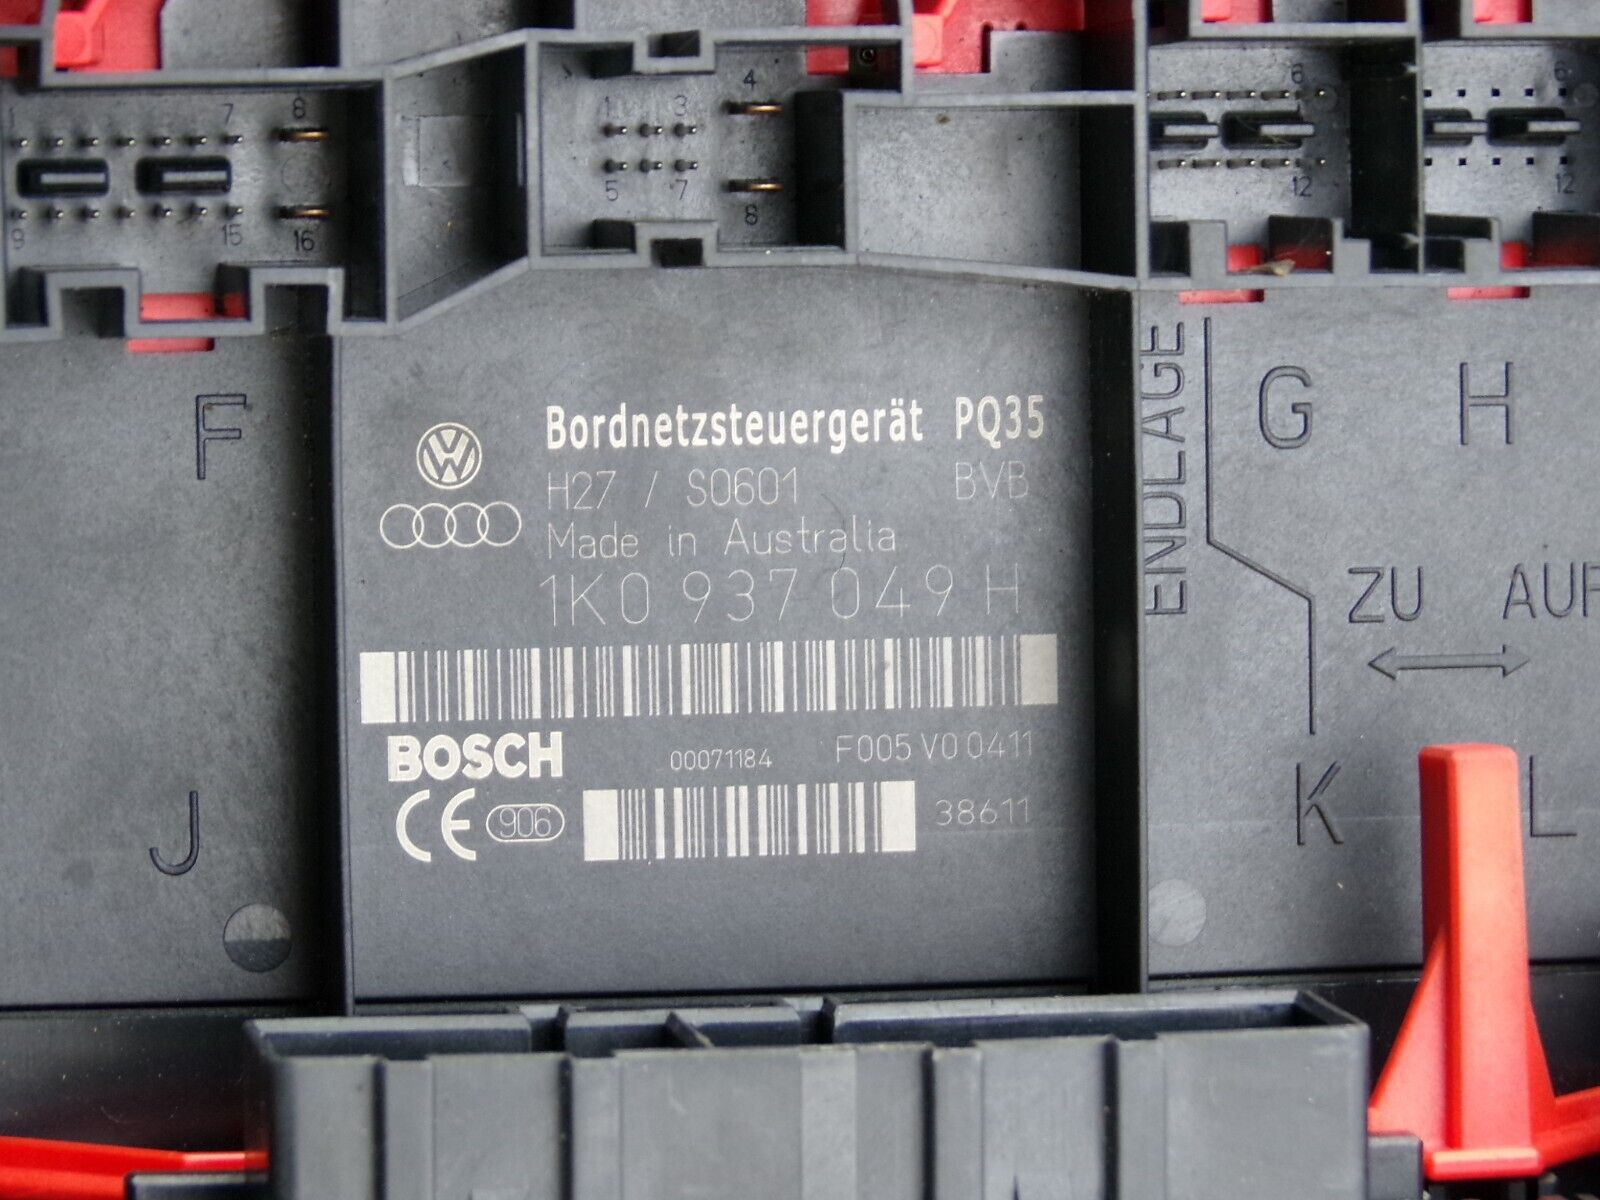 6 6
4
1 7 8 1 3
5 7 8 12 12
9 15 16
F
ENDLAGE
G H
Bordnetzsteuergerät PQ35
H27 / S0601 BVB
Made in Australia
1K0 937 049 H
ZU AUF
BOSCH 00071184 F005 V0 0411
CE 906 38611
J
K L